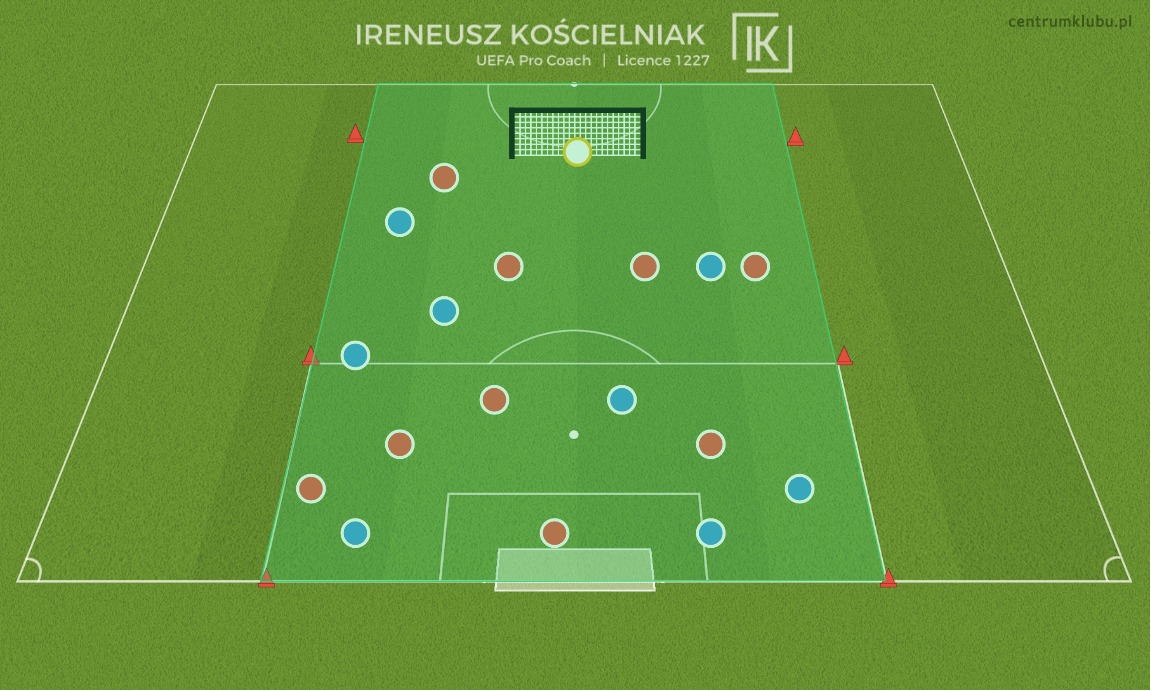 centrumklubu.pl
IRENEUSZ KOŚCIELNIAK
IK
UEFA Pro Coach | Licence 1227